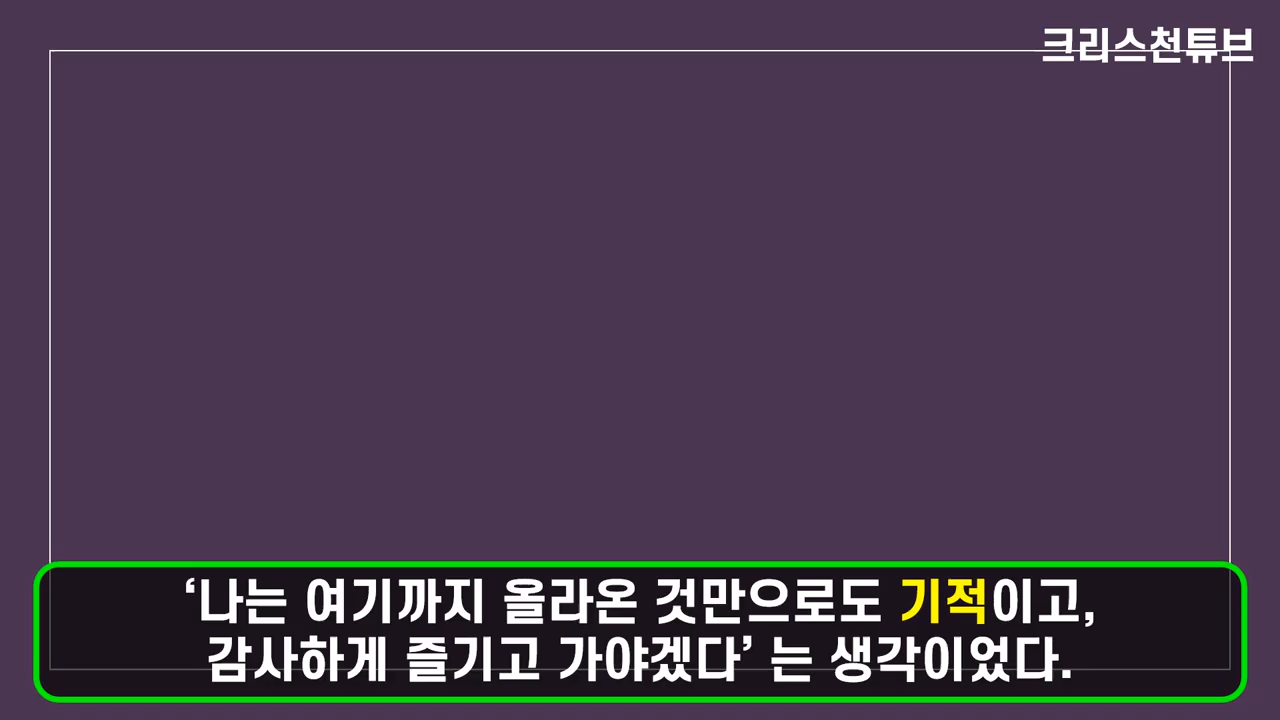 크리스천튜브
‘나는 여기까지 올라온 것만으로도 기적이고,
감사하게 즐기고 가야겠다’ 는 생각이었다.